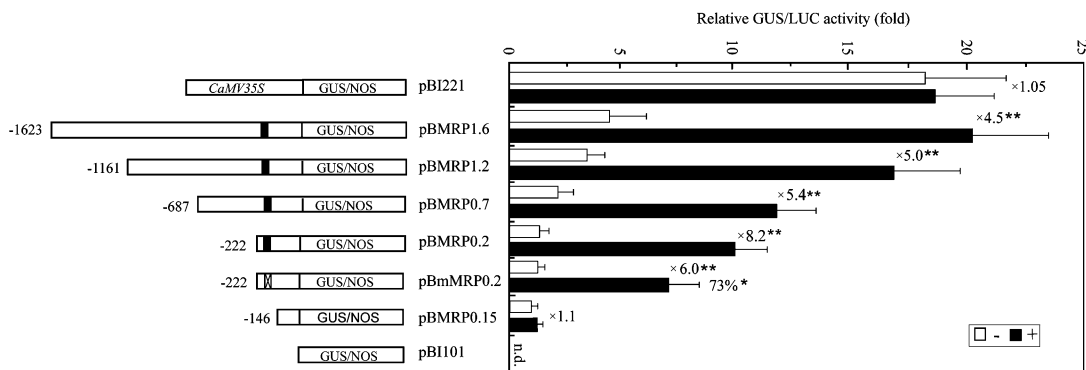 Relative GUS/LUC activity (fold)
0 5 10 15 20 25
CaMV35S GUS/NOS pBI221 ×1.05
-1623 GUS/NOS pBMRP1.6 ×4.5**
-1161 GUS/NOS pBMRP1.2 ×5.0**
-687 GUS/NOS pBMRP0.7 ×5.4**
-222 GUS/NOS pBMRP0.2 ×8.2**
-222 GUS/NOS pBmMRP0.2 ×6.0**
73%*
-146 GUS/NOS pBMRP0.15 ×1.1
GUS/NOS pBI101 n.d.
- +